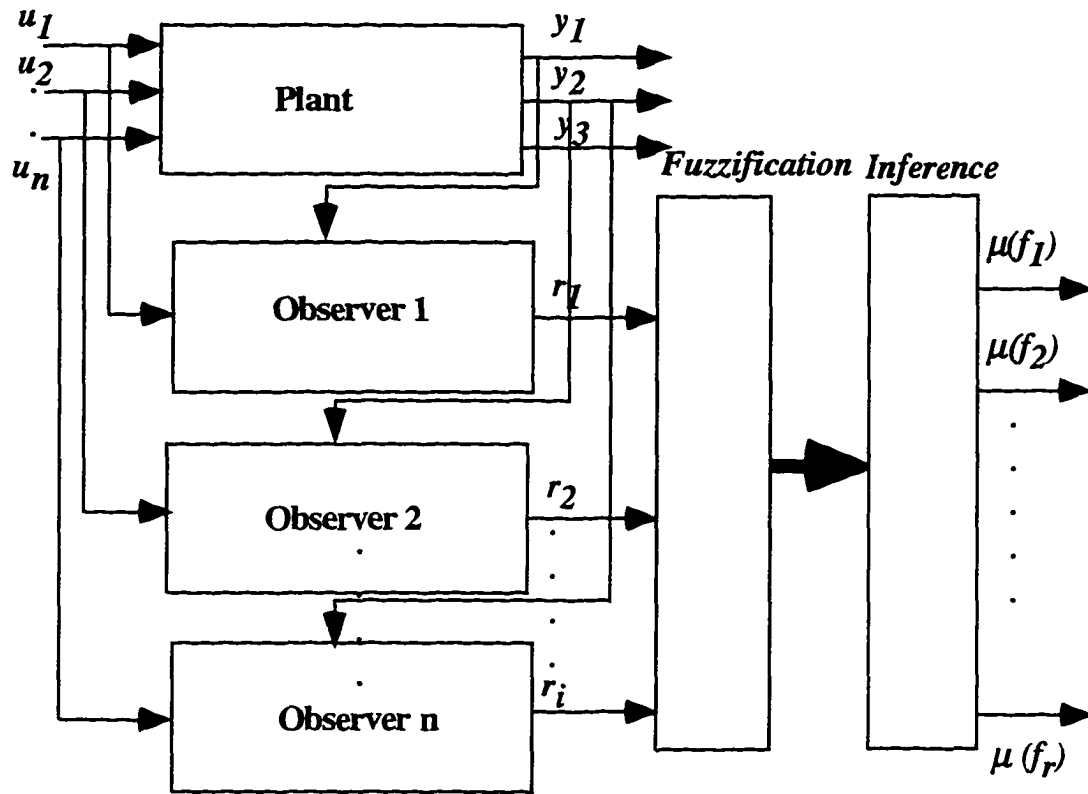 u1
u2
un
Plant
y1
y2
y3
Fuzzification
Inference
Observer 1
r1
Observer 2
r2
Observer n
ri
μ(f1)
μ(f2)
μ (fr)